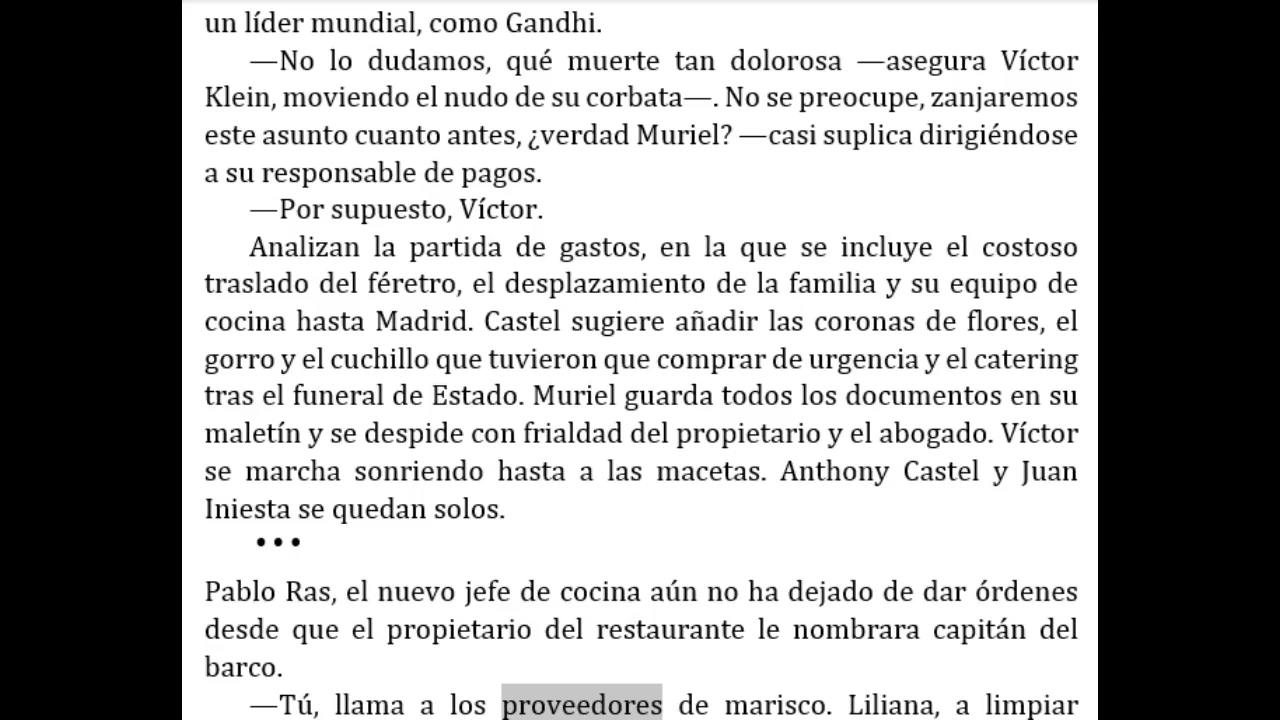 un líder mundial, como Gandhi.
—No lo dudamos, qué muerte tan dolorosa —asegura Víctor
Klein, moviendo el nudo de su corbata—. No se preocupe, zanjaremos
este asunto cuanto antes, ¿verdad Muriel? —casi suplica dirigiéndose
a su responsable de pagos.
—Por supuesto, Víctor.
Analizan la partida de gastos, en la que se incluye el costoso
traslado del féretro, el desplazamiento de la familia y su equipo de
cocina hasta Madrid. Castel sugiere añadir las coronas de flores, el
gorro y el cuchillo que tuvieron que comprar de urgencia y el catering
tras el funeral de Estado. Muriel guarda todos los documentos en su
maletín y se despide con frialdad del propietario y el abogado. Víctor
se marcha sonriendo hasta a las macetas. Anthony Castel y Juan
Iniesta se quedan solos.
•••
Pablo Ras, el nuevo jefe de cocina aún no ha dejado de dar órdenes
desde que el propietario del restaurante le nombrara capitán del
barco.
—Tú, llama a los proveedores de marisco. Liliana, a limpiar